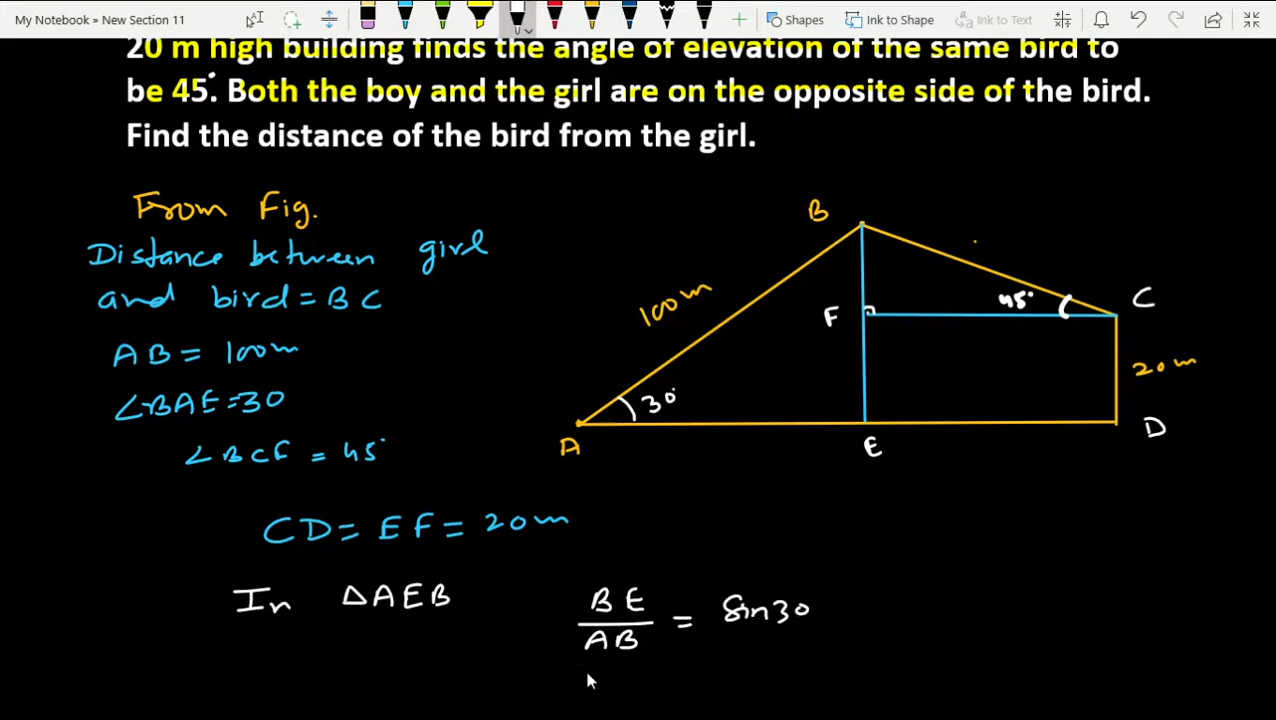 My Notebook » New Section 11
Shapes
Ink to Shape
Ink to Text
20 m high building finds the angle of elevation of the same bird to
be 45°. Both the boy and the girl are on the opposite side of the bird.
Find the distance of the bird from the girl.
From Fig.
Distance between girl
and bird = BC
AB = 100m
∠BAE = 30
∠BCF = 45°
CD = EF = 20m
In ΔAEB
BE
AB
= Sin30
B
100m
F
45°
C
30°
20m
A
E
D